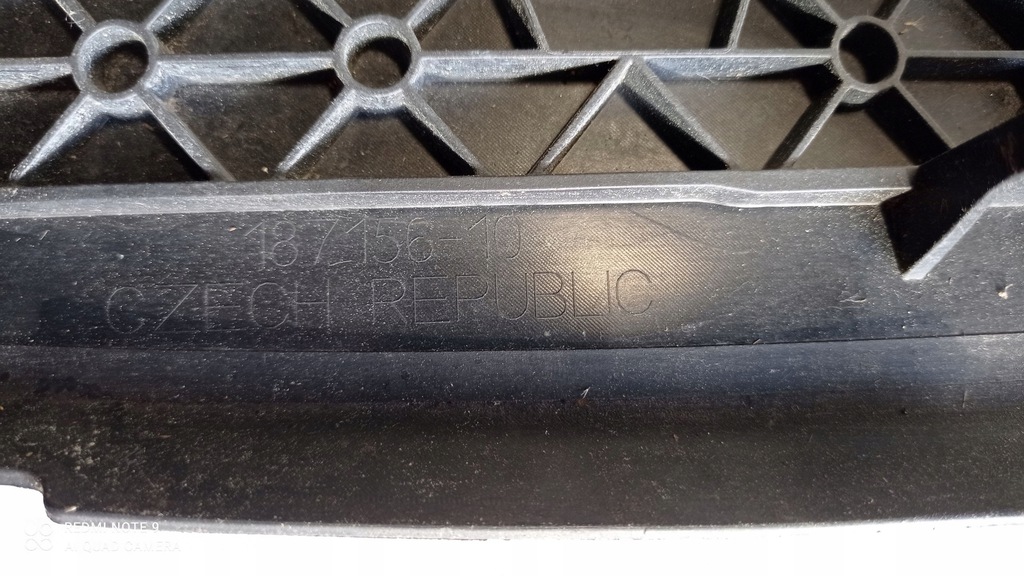 187156-10
CZECH REPUBLIC
REDMI NOTE 9
AI QUAD CAMERA